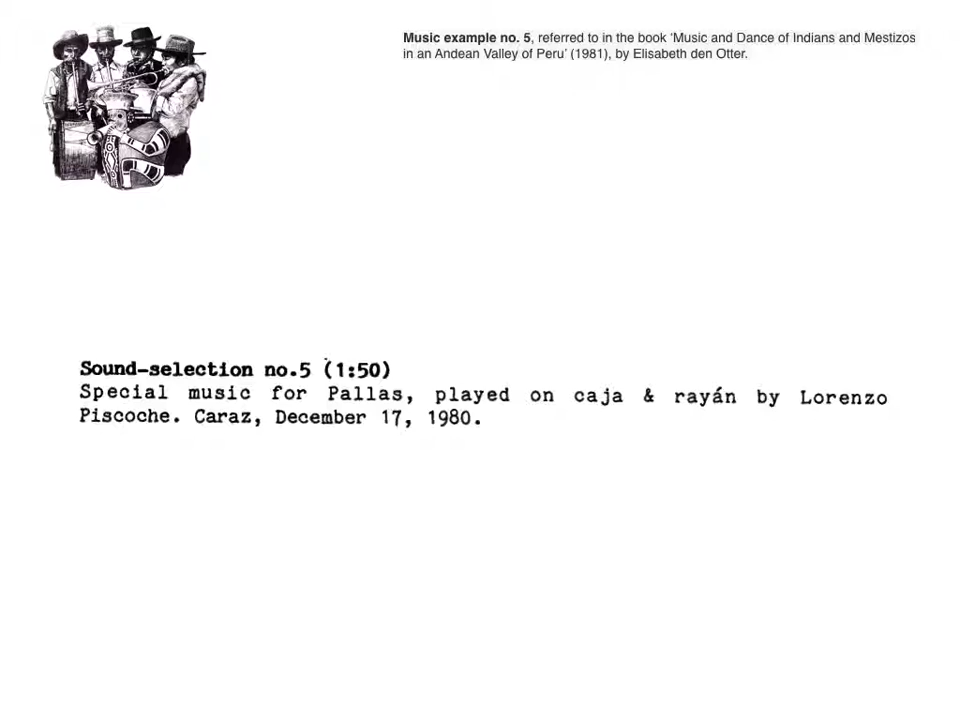 Music example no. 5, referred to in the book ‘Music and Dance of Indians and Mestizos
in an Andean Valley of Peru’ (1981), by Elisabeth den Otter.
Sound-selection no.5 (1:50)
Special music for Pallas, played on caja & rayán by Lorenzo
Piscoche. Caraz, December 17, 1980.